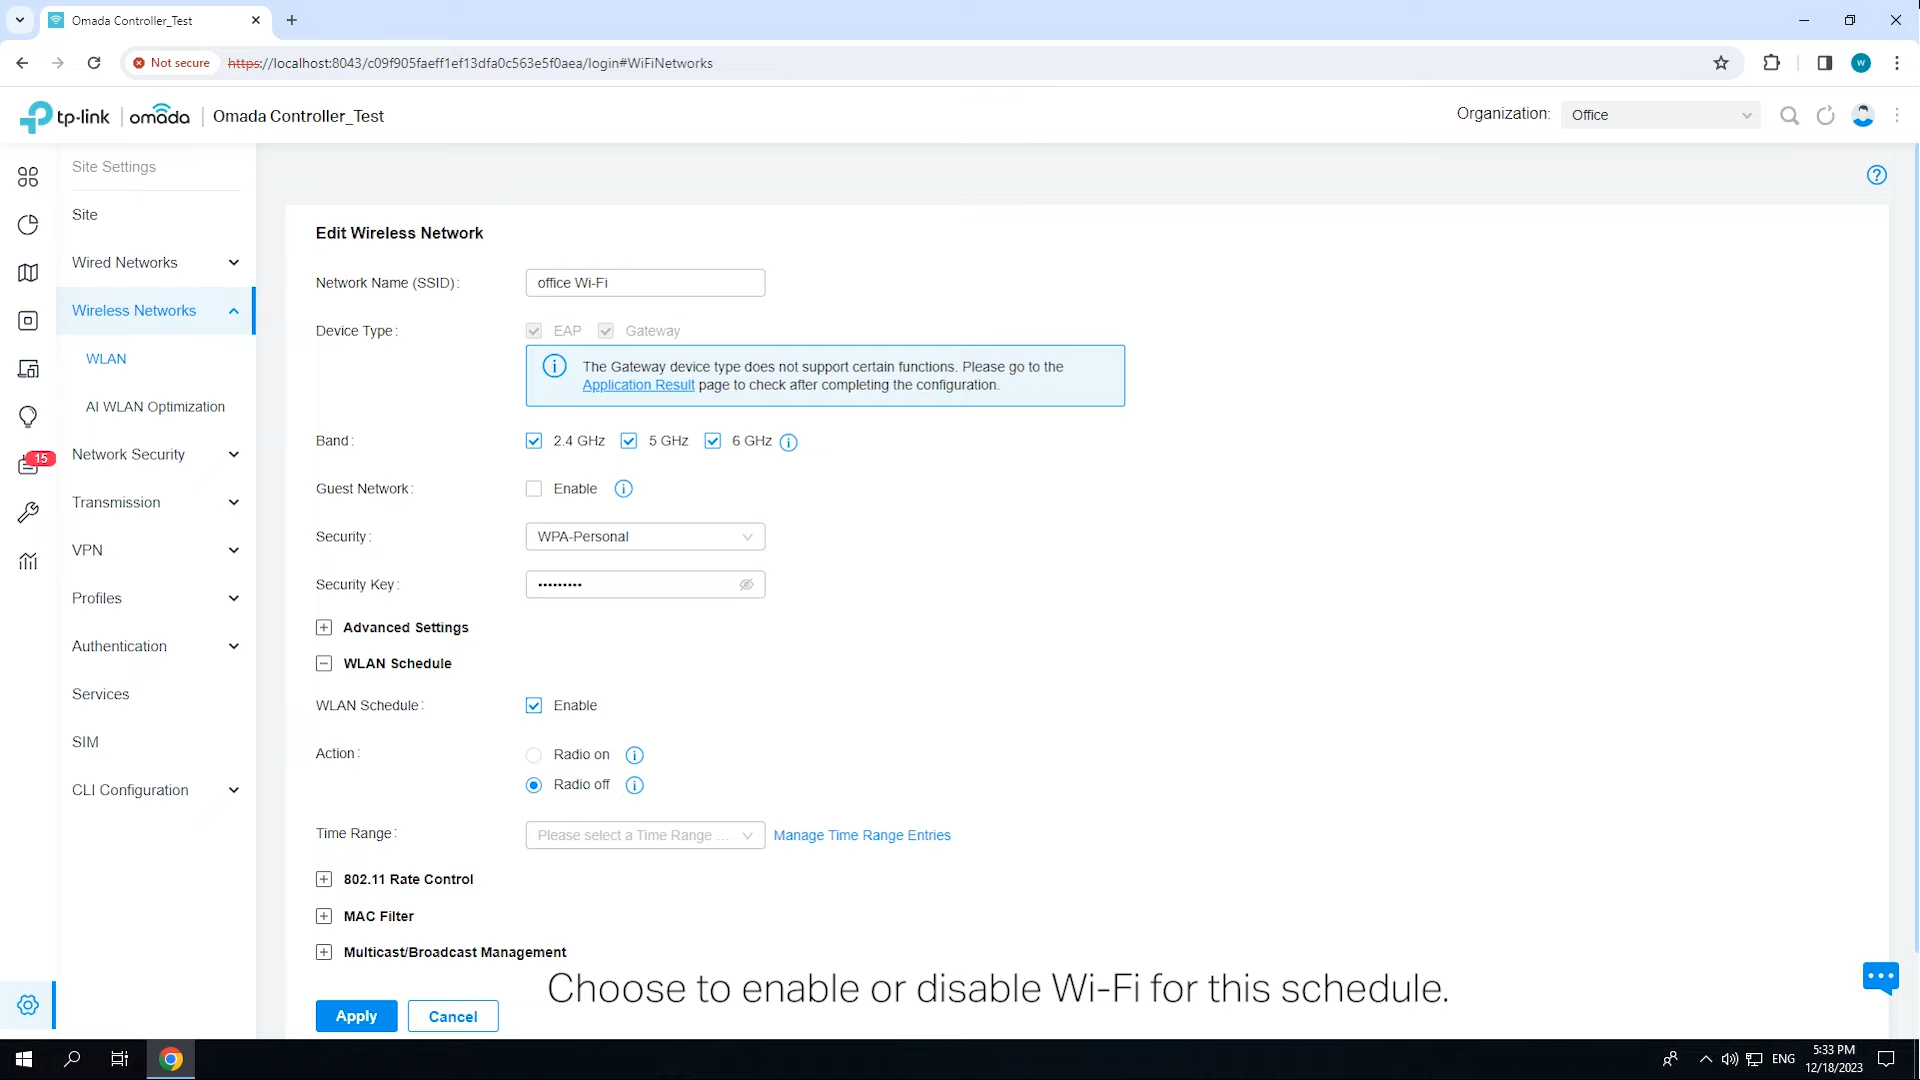 Omada Controller_Test
Not secure
https://localhost:8043/c09f905faeff1ef13dfa0c563e5f0aea/login#WiFiNetworks
W
tp-link | omada | Omada Controller_Test
Organization: Office
Site Settings
Site
Wired Networks
Wireless Networks
WLAN
AI WLAN Optimization
Network Security
15
Transmission
VPN
Profiles
Authentication
Services
SIM
CLI Configuration
Edit Wireless Network
Network Name (SSID): office Wi-Fi
Device Type: EAP Gateway
The Gateway device type does not support certain functions. Please go to the
Application Result page to check after completing the configuration.
Band: 2.4 GHz 5 GHz 6 GHz
Guest Network: Enable
Security: WPA-Personal
Security Key: •••••••••
Advanced Settings
WLAN Schedule
WLAN Schedule: Enable
Action: Radio on
Radio off
Time Range: Please select a Time Range ... Manage Time Range Entries
802.11 Rate Control
MAC Filter
Multicast/Broadcast Management
Choose to enable or disable Wi-Fi for this schedule.
Apply Cancel
ENG
5:33 PM
12/18/2023